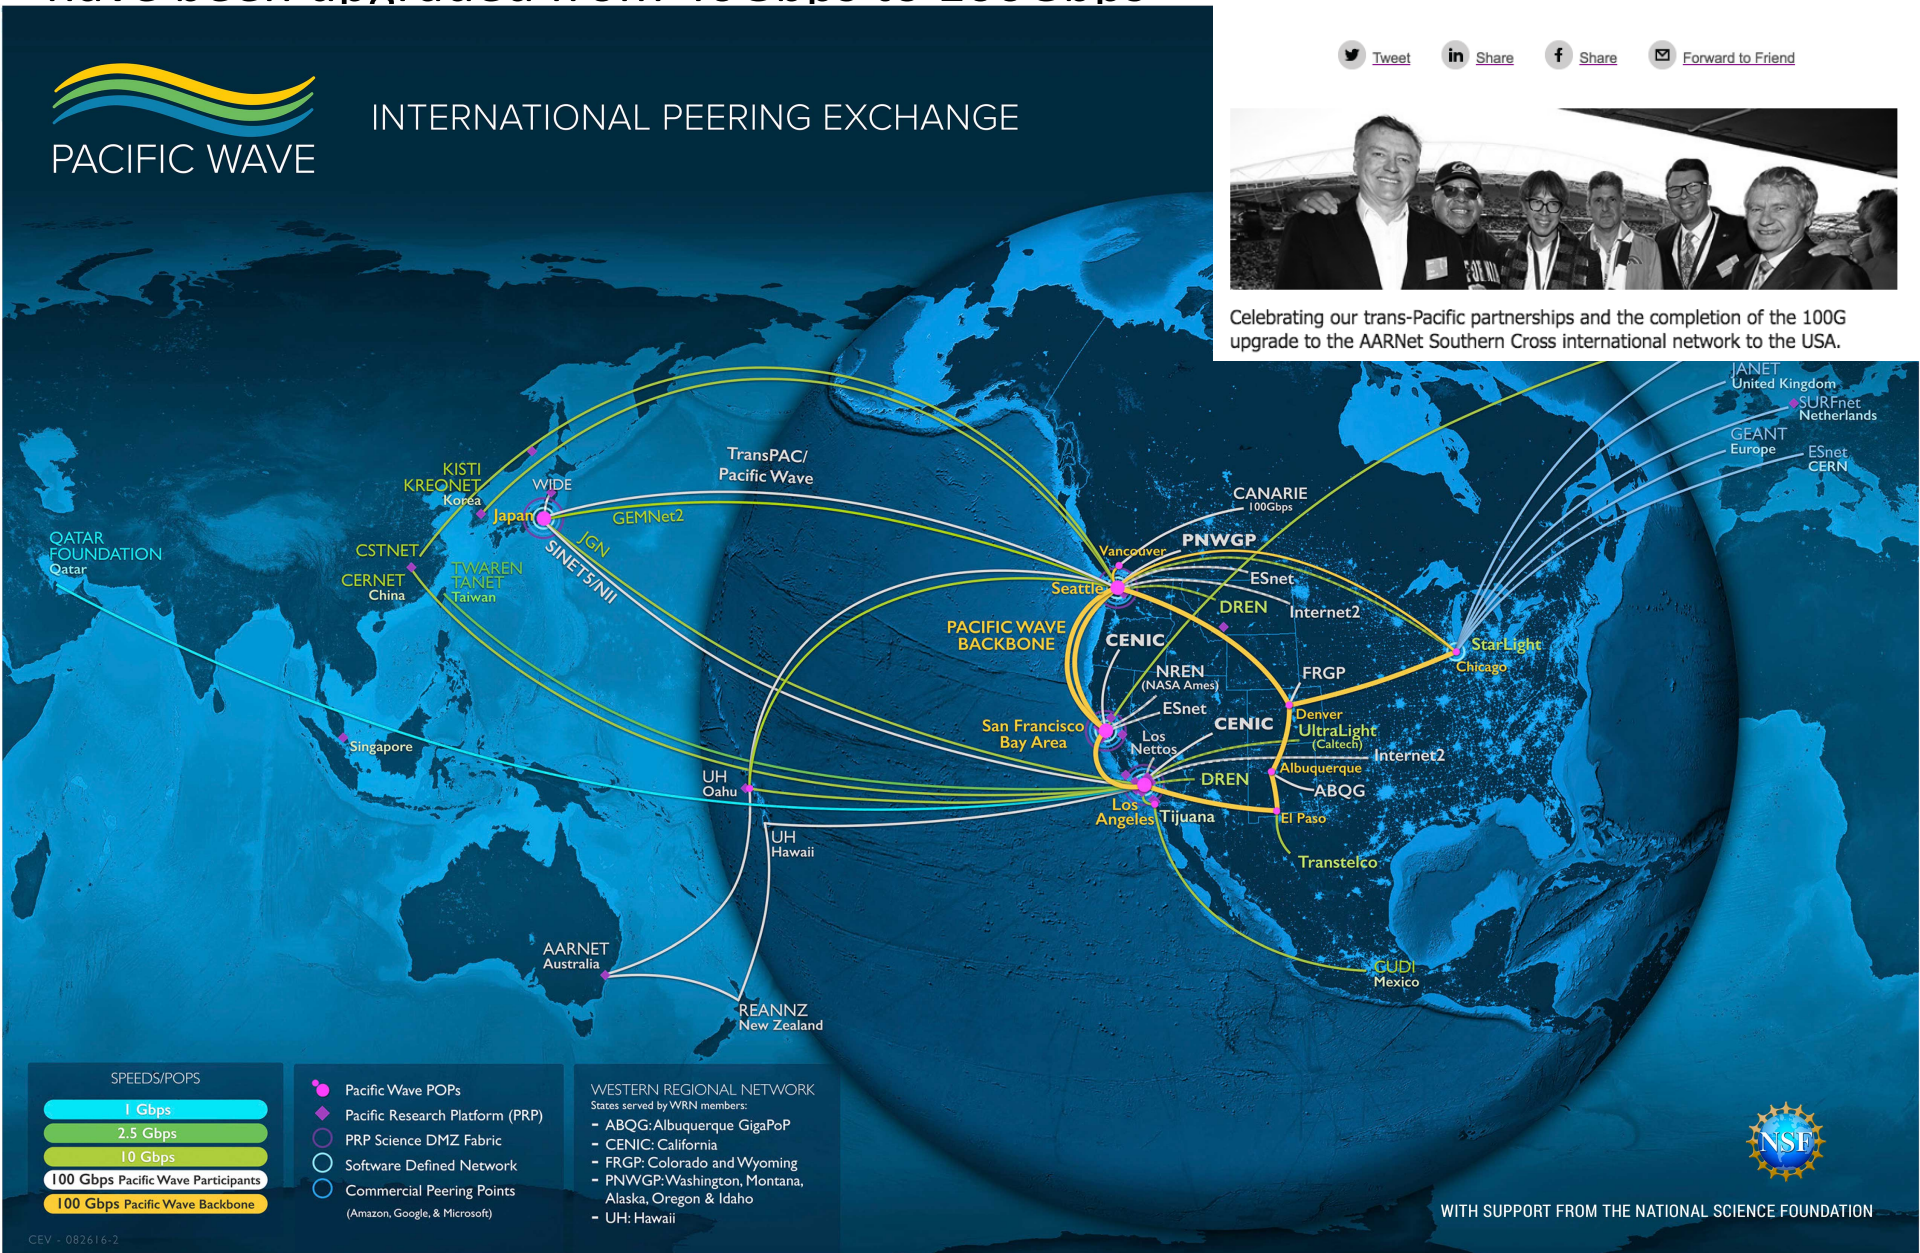 have been upgraded from 40Gbps to 100Gbps
PACIFIC WAVE
INTERNATIONAL PEERING EXCHANGE
Tweet
Share
Share
Forward to Friend
Celebrating our trans-Pacific partnerships and the completion of the 100G
upgrade to the AARNet Southern Cross international network to the USA.
JANET
United Kingdom
SURFnet
Netherlands
GEANT
Europe
ESnet
CERN
TransPAC/
Pacific Wave
KISTI
KREONET
Korea
WIDE
Japan
GEMNet2
JGN
SINET5/NII
QATAR
FOUNDATION
Qatar
CSTNET
CERNET
China
TWAREN
TANET
Taiwan
Singapore
CANARIE
100Gbps
PNWGP
Vancouver
Seattle
ESnet
DREN
Internet2
PACIFIC WAVE
BACKBONE
CENIC
StarLight
Chicago
NREN
(NASA Ames)
ESnet
FRGP
Denver
San Francisco
Bay Area
Los
Nettos
CENIC
UltraLight
(Caltech)
Internet2
Albuquerque
DREN
ABQG
Los
Angeles
Tijuana
El Paso
Transtelco
UH
Oahu
UH
Hawaii
AARNET
Australia
REANNZ
New Zealand
CUDI
Mexico
SPEEDS/POPS
1 Gbps
2.5 Gbps
10 Gbps
100 Gbps Pacific Wave Participants
100 Gbps Pacific Wave Backbone
Pacific Wave POPs
Pacific Research Platform (PRP)
PRP Science DMZ Fabric
Software Defined Network
Commercial Peering Points
(Amazon, Google, & Microsoft)
WESTERN REGIONAL NETWORK
States served by WRN members:
- ABQG: Albuquerque GigaPoP
- CENIC: California
- FRGP: Colorado and Wyoming
- PNWGP: Washington, Montana,
Alaska, Oregon & Idaho
- UH: Hawaii
NSF
WITH SUPPORT FROM THE NATIONAL SCIENCE FOUNDATION
CEV - 082616-2